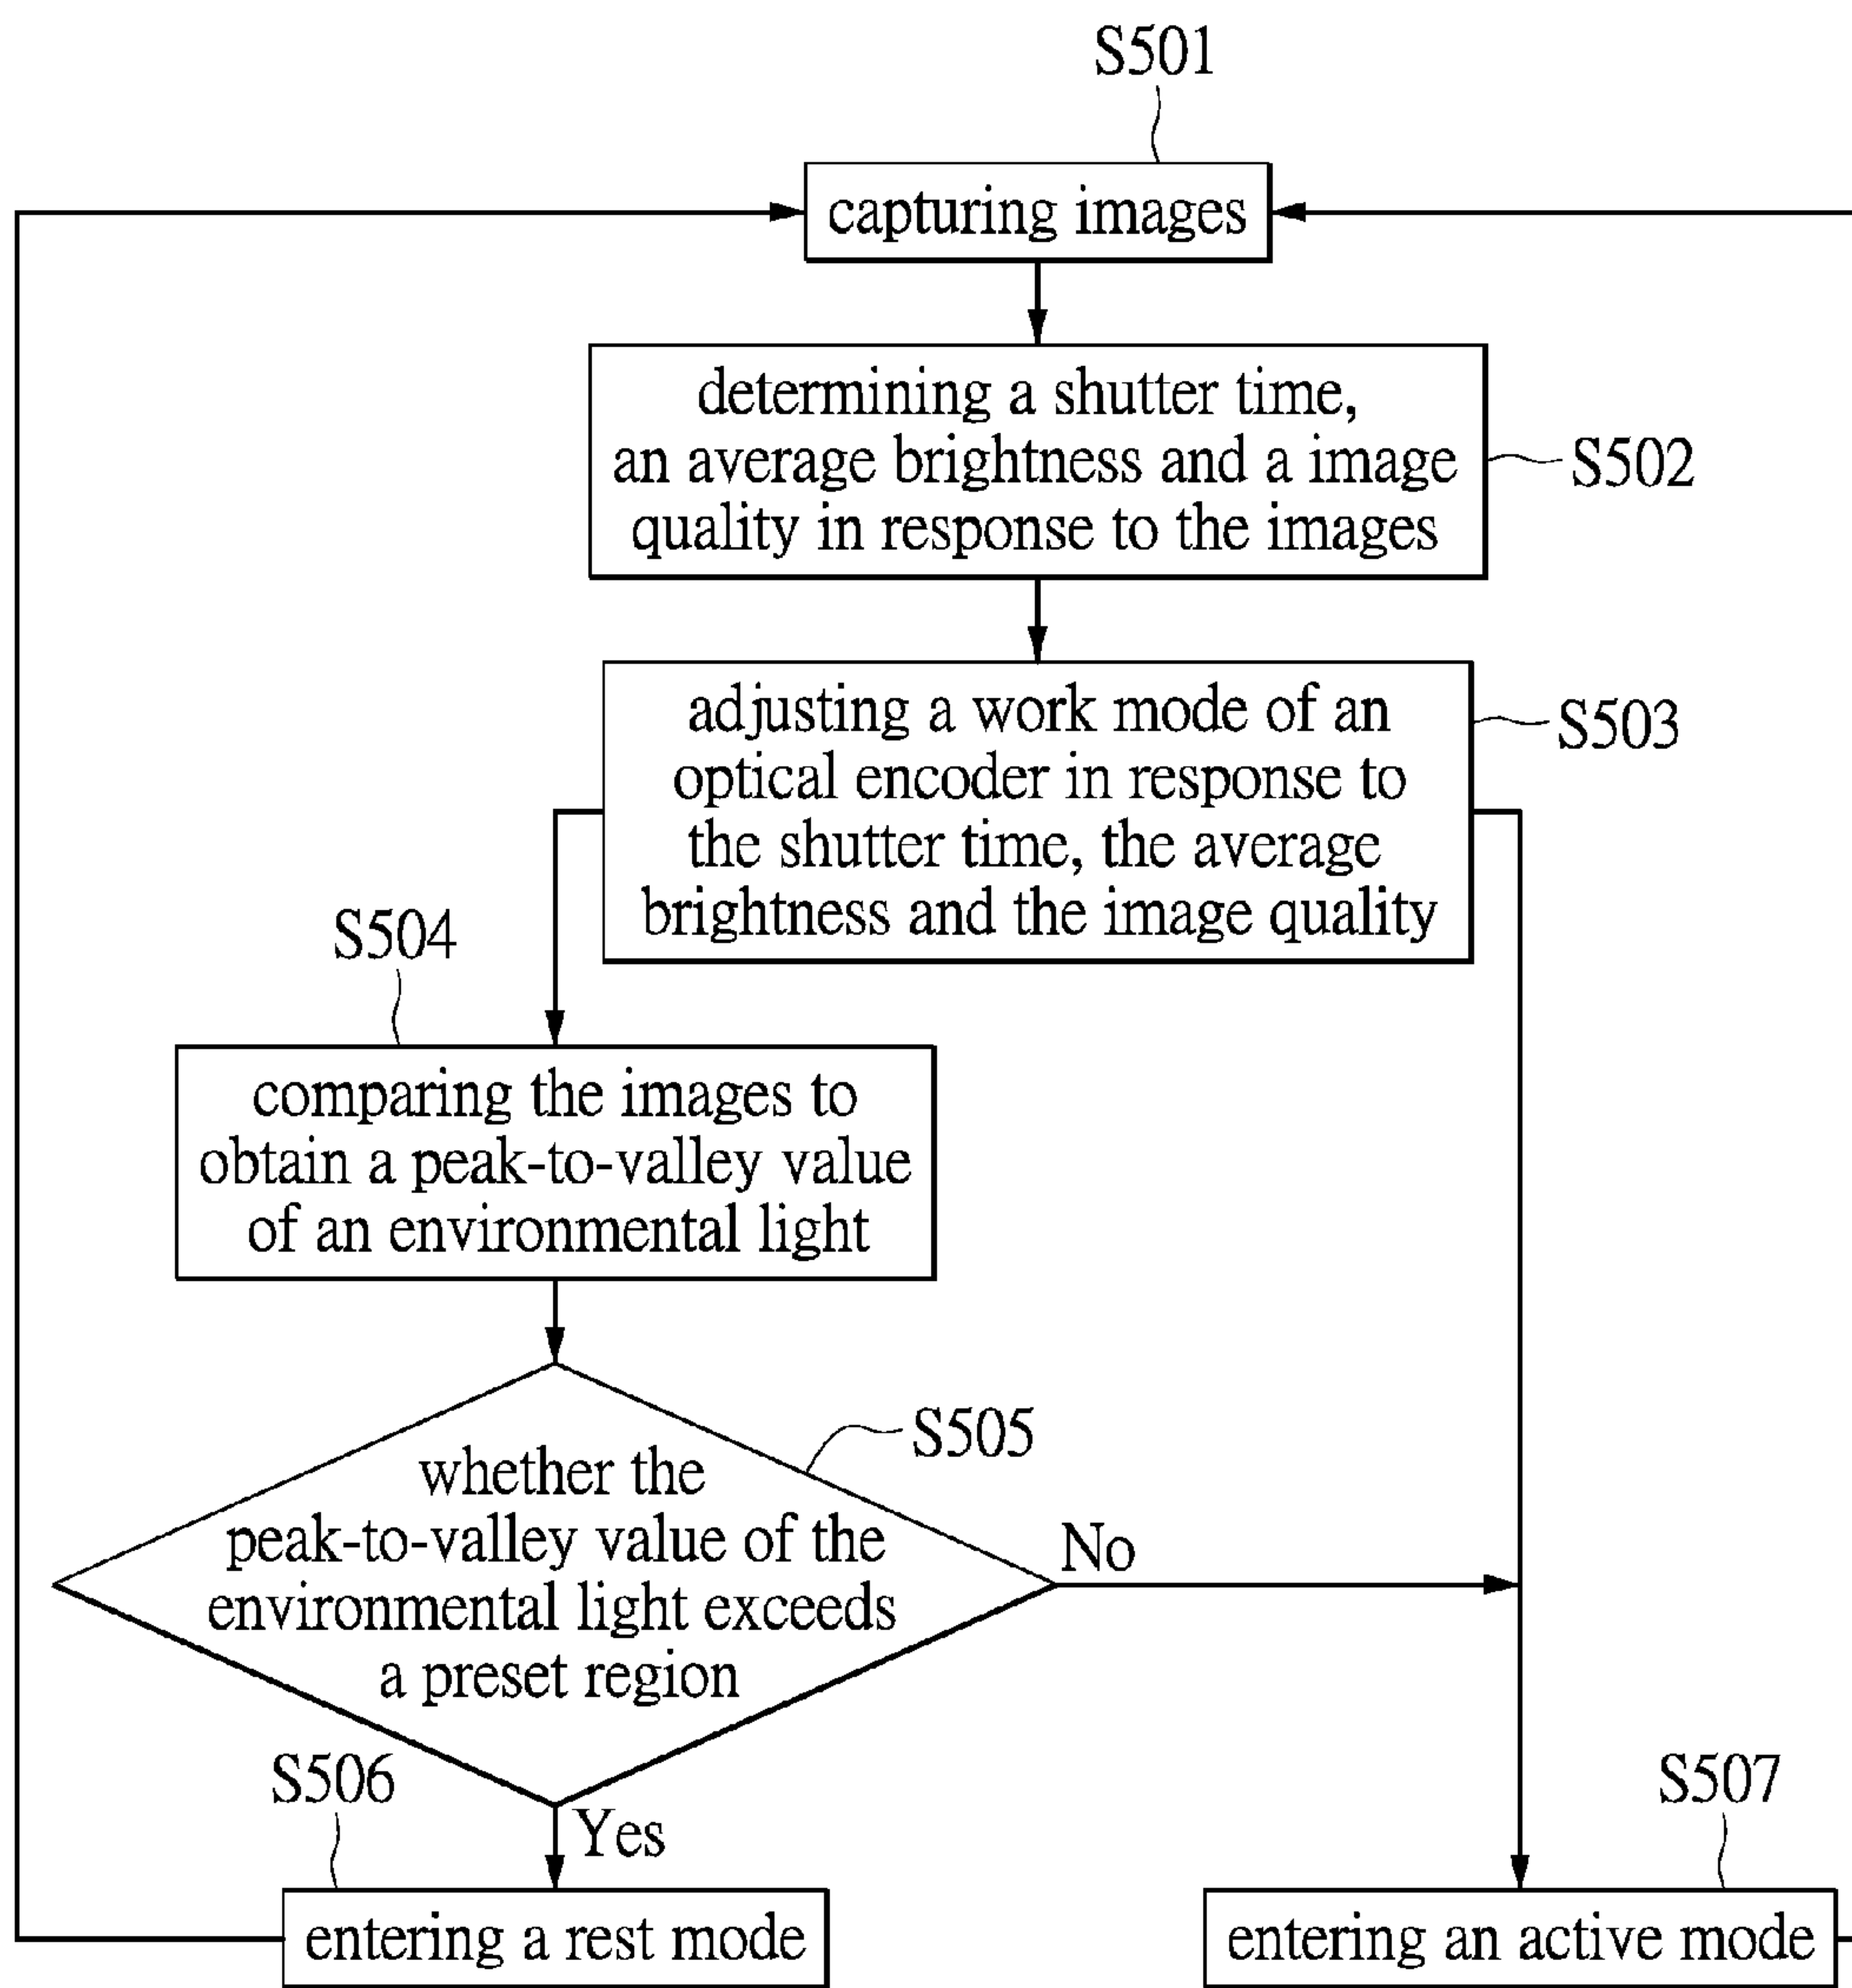 S501
capturing images
determining a shutter time,
an average brightness and a image
quality in response to the images
S502
adjusting a work mode of an
optical encoder in response to
the shutter time, the average
brightness and the image quality
S503
S504
comparing the images to
obtain a peak-to-valley value
of an environmental light
S505
whether the
peak-to-valley value of the
environmental light exceeds
a preset region
No
Yes
S506
entering a rest mode
S507
entering an active mode